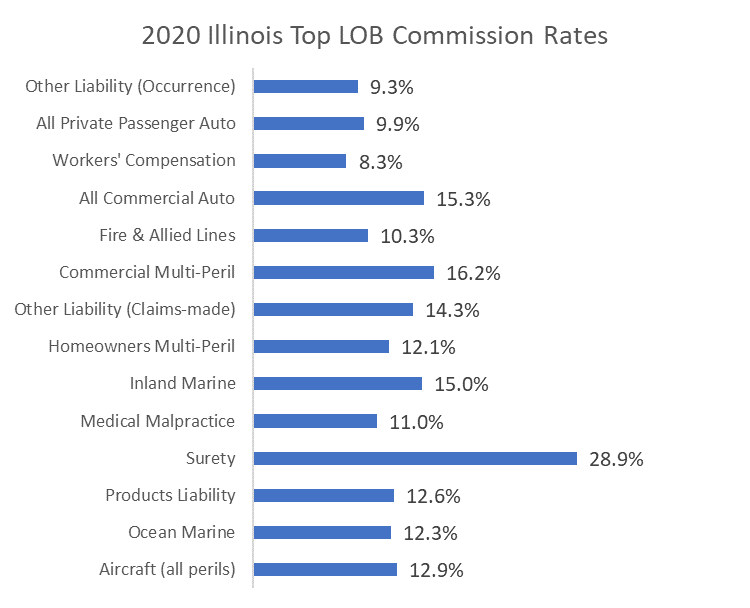 2020 Illinois Top LOB Commission Rates
Other Liability (Occurrence) 9.3%
All Private Passenger Auto 9.9%
Workers' Compensation 8.3%
All Commercial Auto 15.3%
Fire & Allied Lines 10.3%
Commercial Multi-Peril 16.2%
Other Liability (Claims-made) 14.3%
Homeowners Multi-Peril 12.1%
Inland Marine 15.0%
Medical Malpractice 11.0%
Surety 28.9%
Products Liability 12.6%
Ocean Marine 12.3%
Aircraft (all perils) 12.9%